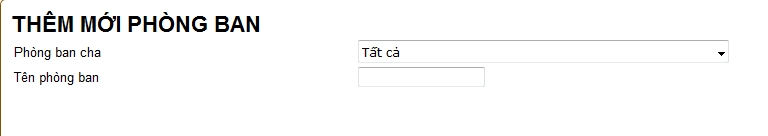 THÊM MỚI PHÒNG BAN
Phòng ban cha Tất cả
Tên phòng ban